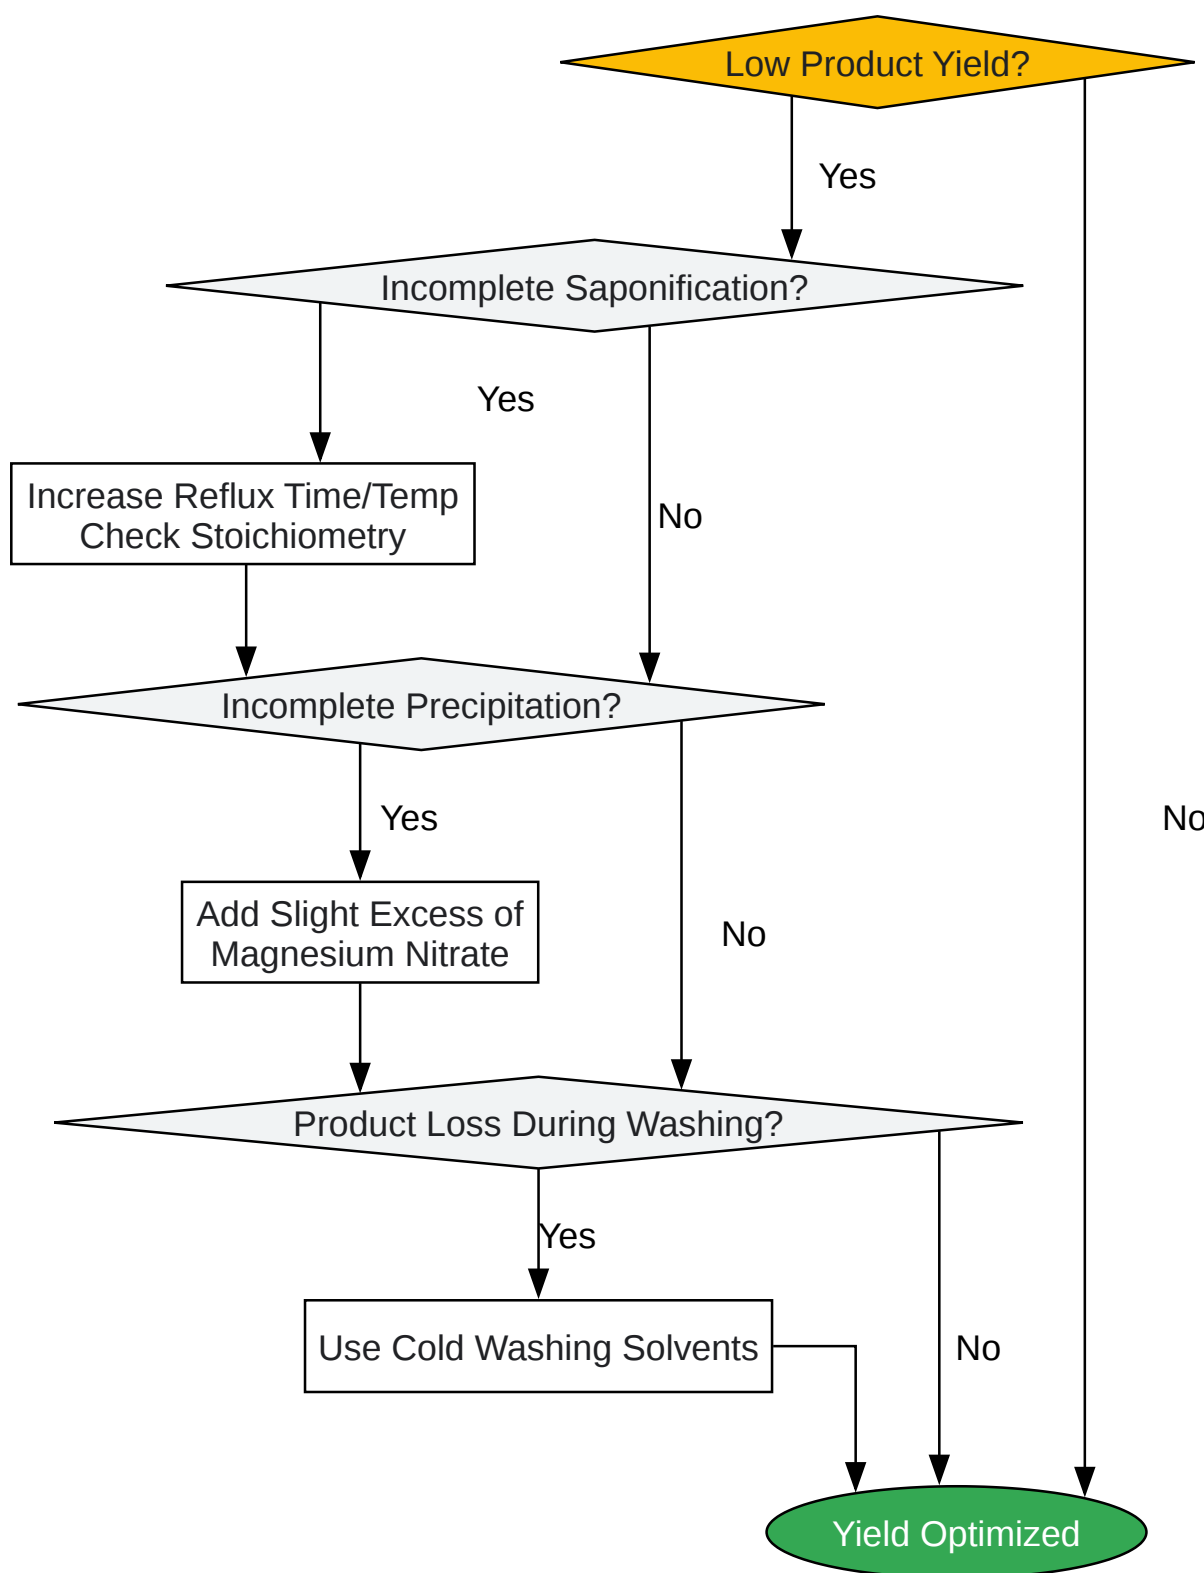 Low Product Yield?
Yes
Incomplete Saponification?
Yes
Increase Reflux Time/Temp
Check Stoichiometry
No
Incomplete Precipitation?
Yes
No
Add Slight Excess of
Magnesium Nitrate
No
Product Loss During Washing?
Yes
Use Cold Washing Solvents
No
Yield Optimized